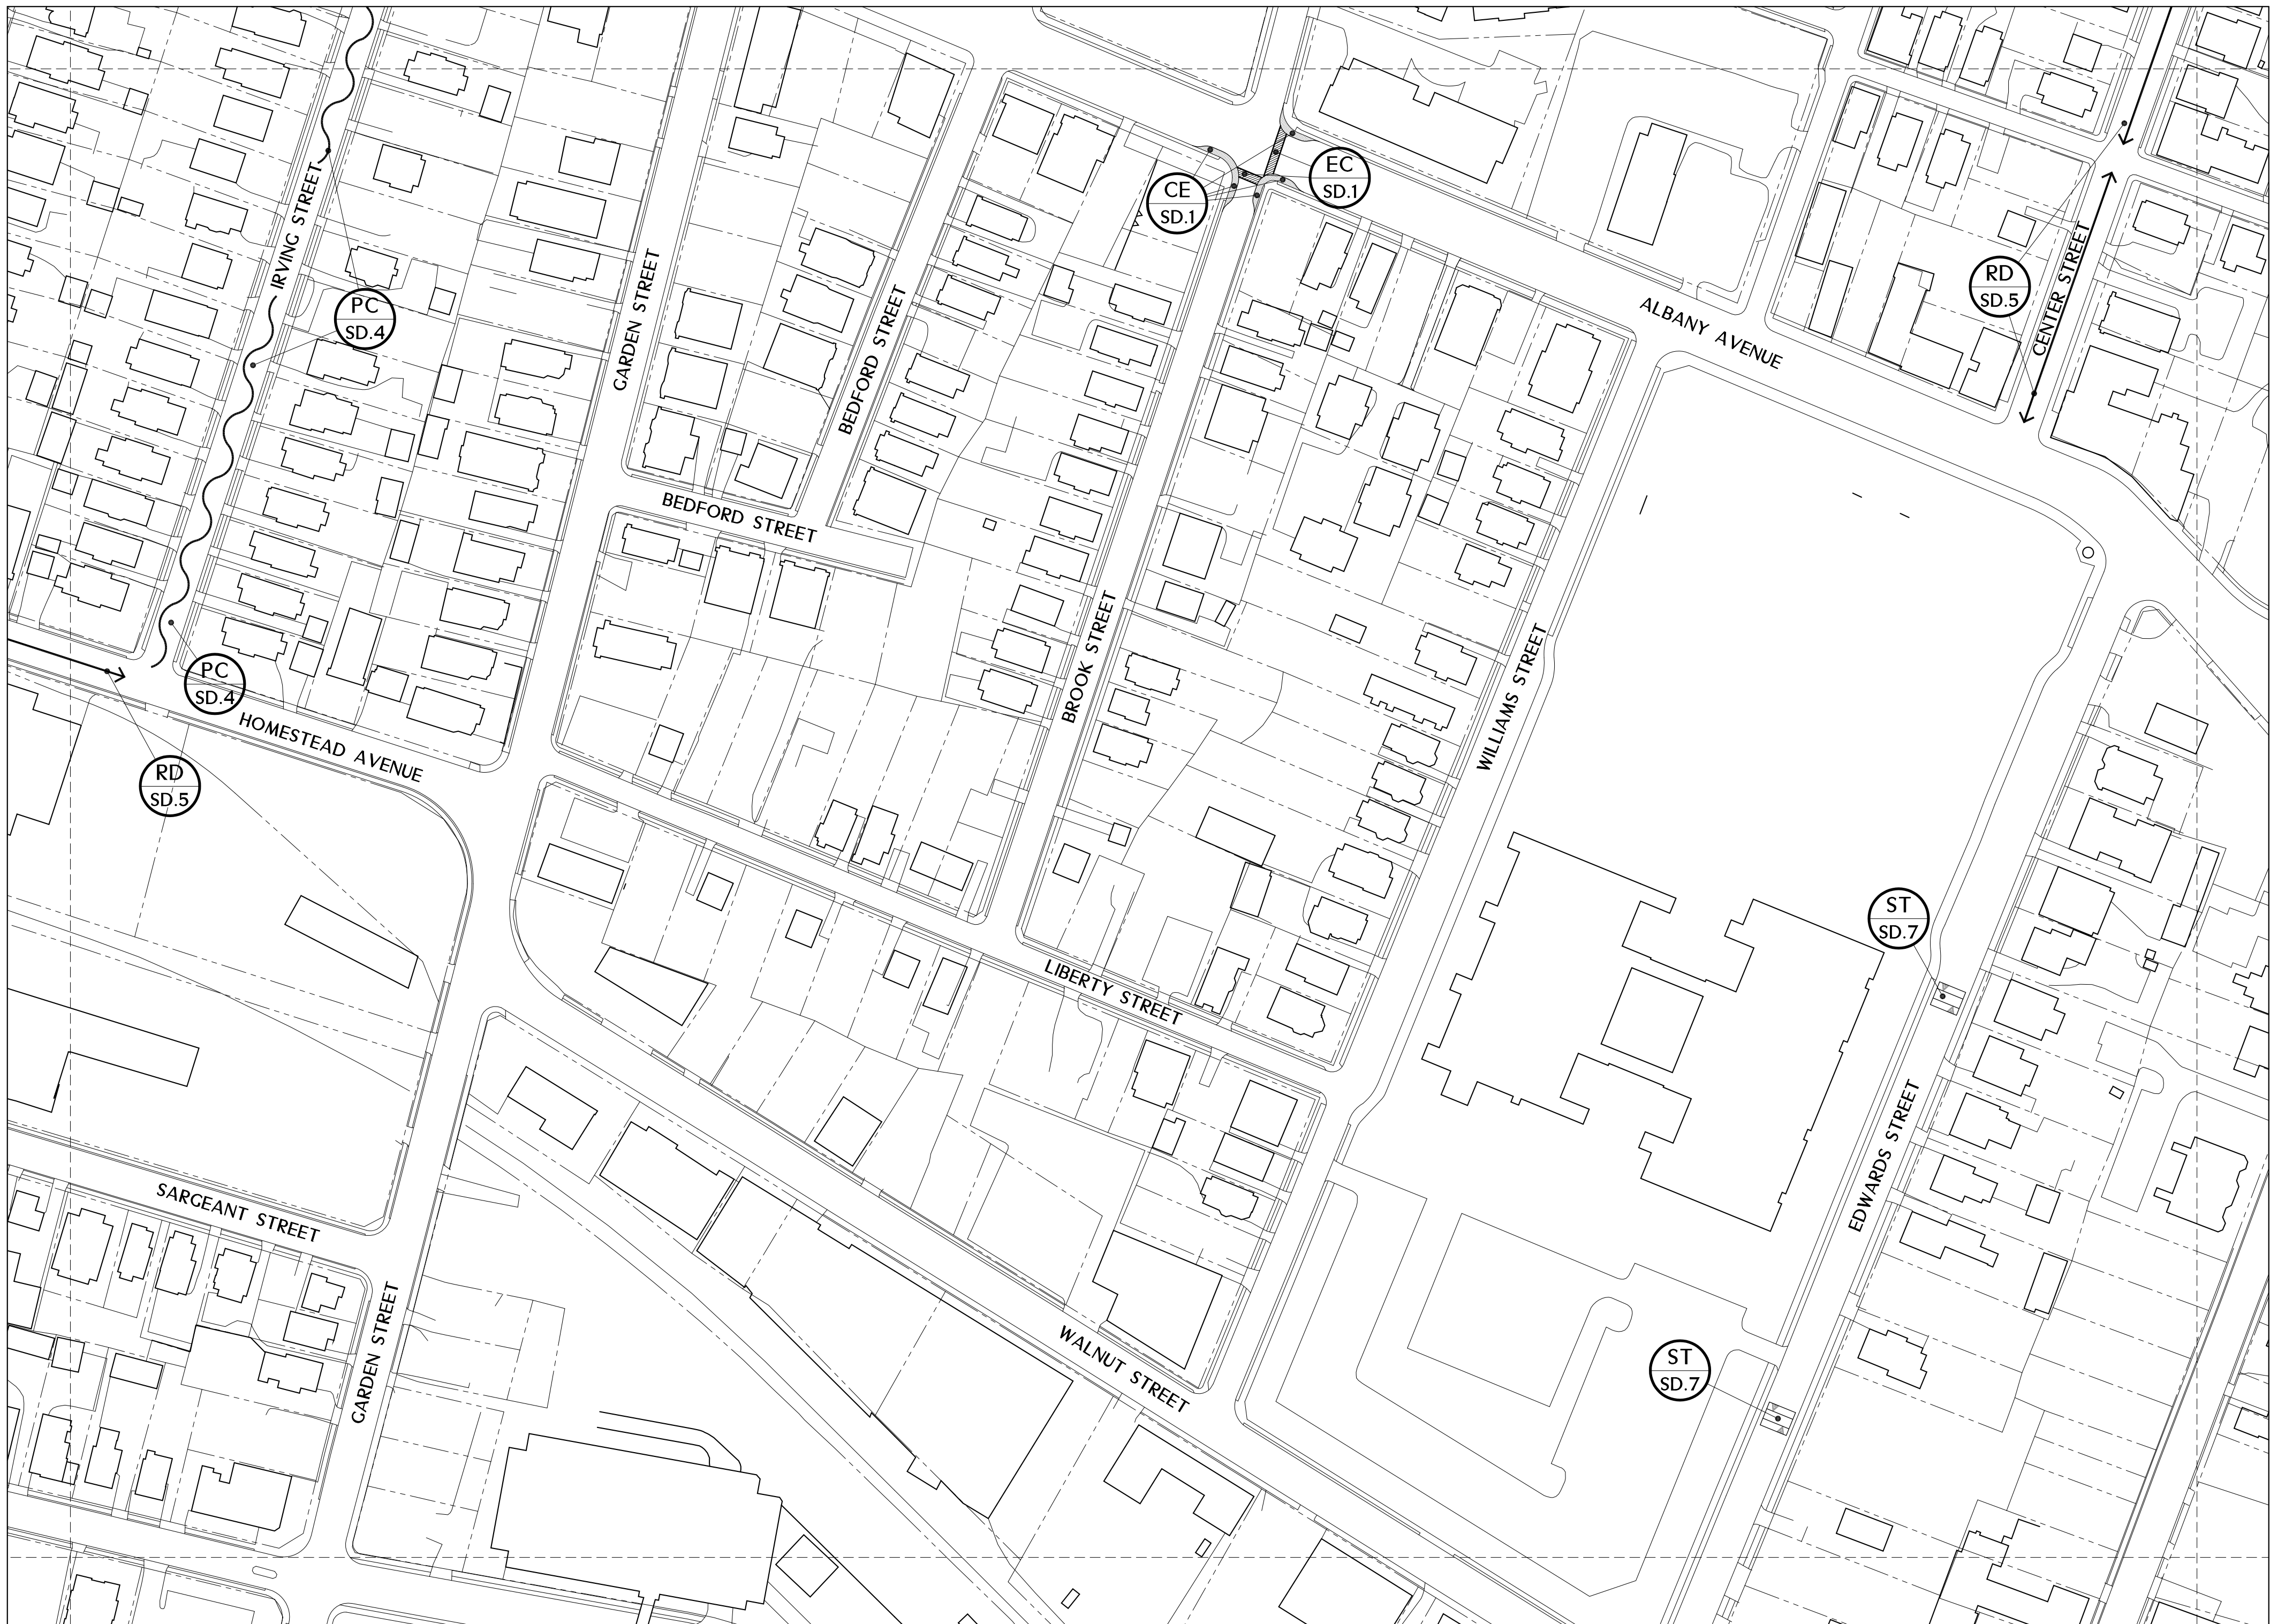 EC
SD.1
CE
SD.1
IRVING STREET
PC
SD.4
GARDEN STREET
BEDFORD STREET
ALBANY AVENUE
RD
SD.5
CENTER STREET
BEDFORD STREET
PC
SD.4
HOMESTEAD AVENUE
RD
SD.5
BROOK STREET
WILLIAMS STREET
ST
SD.7
LIBERTY STREET
EDWARDS STREET
SARGEANT STREET
GARDEN STREET
WALNUT STREET
ST
SD.7